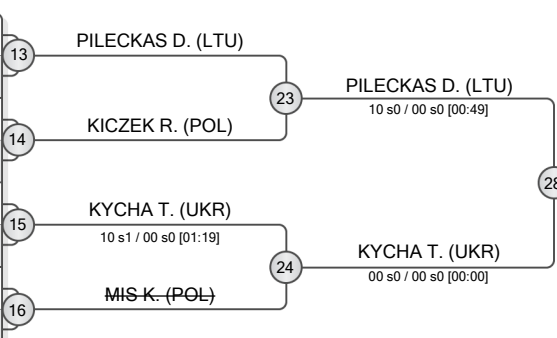 13
PILECKAS D. (LTU)
23
PILECKAS D. (LTU)
10 s0 / 00 s0 [00:49]
14
KICZEK R. (POL)
28
15
KYCHA T. (UKR)
10 s1 / 00 s0 [01:19]
24
KYCHA T. (UKR)
00 s0 / 00 s0 [00:00]
16
MIS K. (POL)